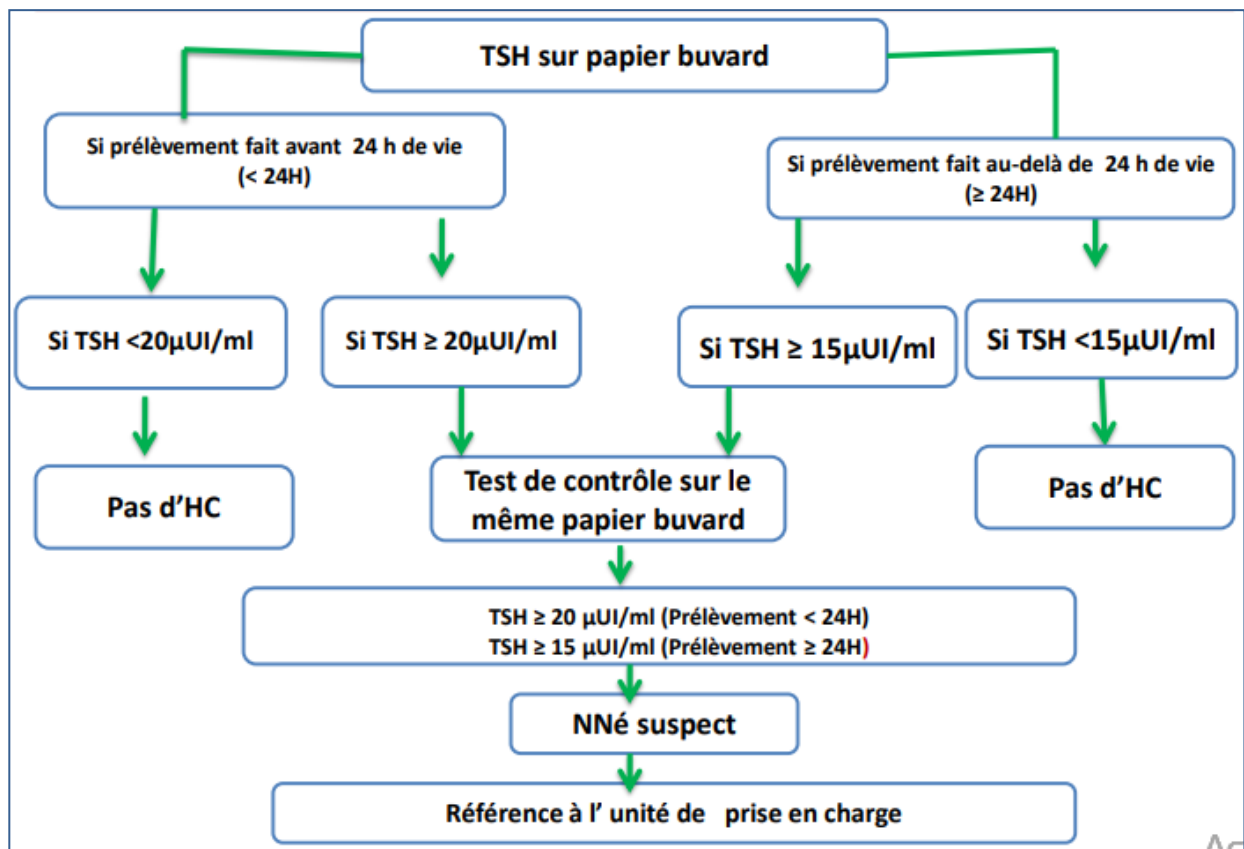 TSH sur papier buvard
Si prélèvement fait avant 24 h de vie
(< 24H)
Si prélèvement fait au-delà de 24 h de vie
(≥ 24H)
Si TSH <20µUI/ml
Si TSH ≥ 20µUI/ml
Si TSH ≥ 15µUI/ml
Si TSH <15µUI/ml
Pas d'HC
Test de contrôle sur le
même papier buvard
Pas d'HC
TSH ≥ 20 µUI/ml (Prélèvement < 24H)
TSH ≥ 15 µUI/ml (Prélèvement ≥ 24H)
NNé suspect
Référence à l' unité de prise en charge